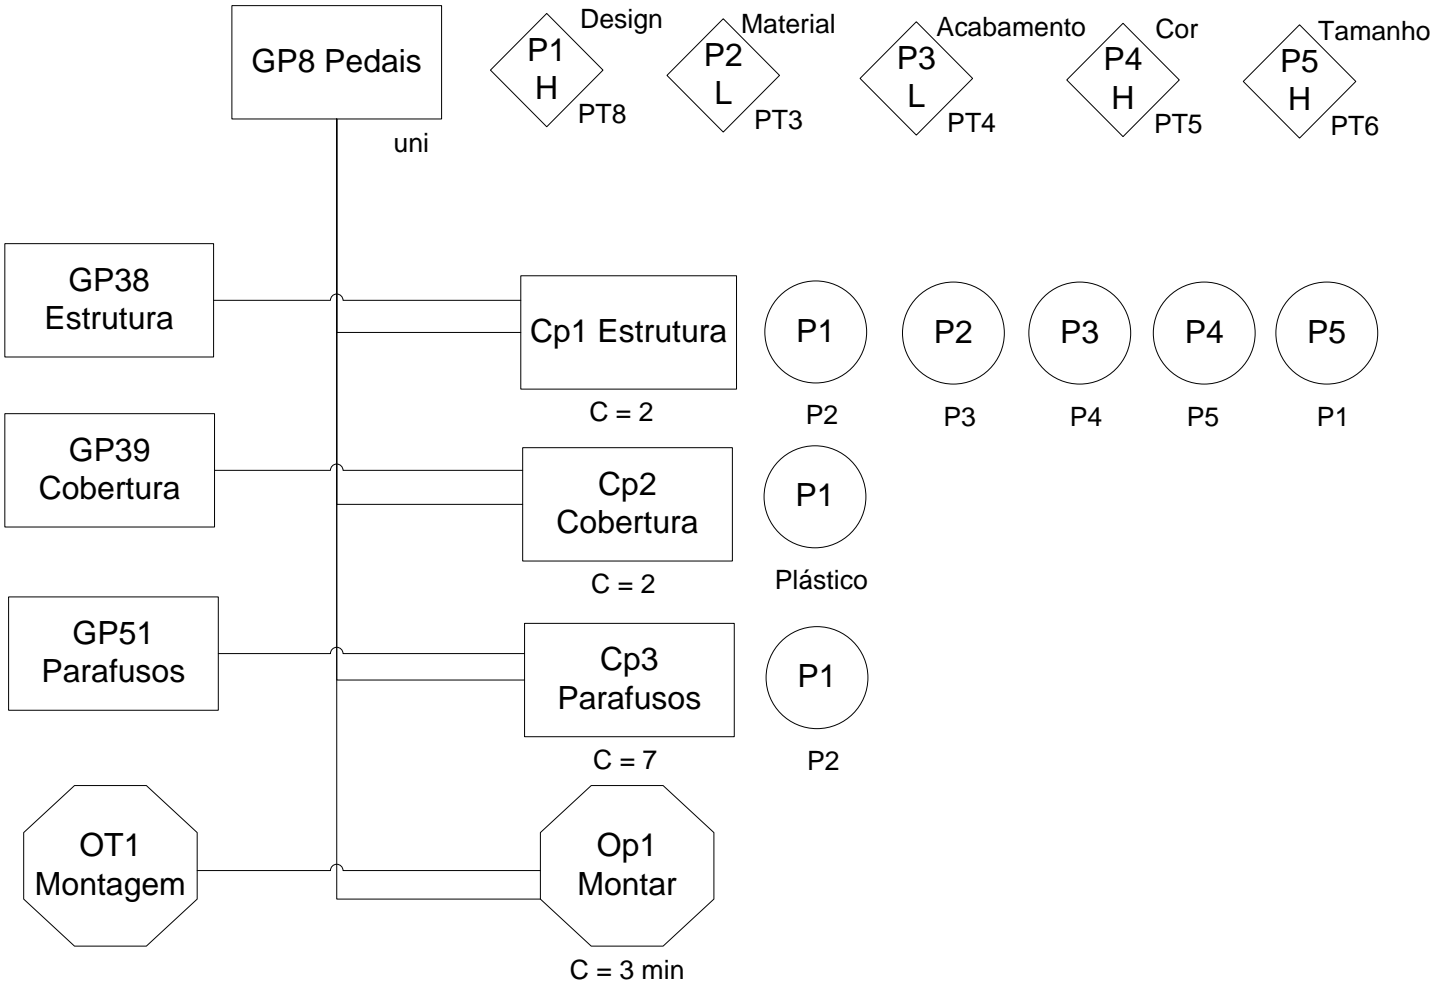 GP8 Pedais
uni
P1
H
Design
PT8
P2
L
Material
PT3
P3
L
Acabamento
PT4
P4
H
Cor
PT5
P5
H
Tamanho
PT6
GP38
Estrutura
Cp1 Estrutura
C = 2
P1
P2
P2
P3
P3
P4
P4
P5
P5
P1
GP39
Cobertura
Cp2
Cobertura
C = 2
P1
Plástico
GP51
Parafusos
Cp3
Parafusos
C = 7
P1
P2
OT1
Montagem
Op1
Montar
C = 3 min